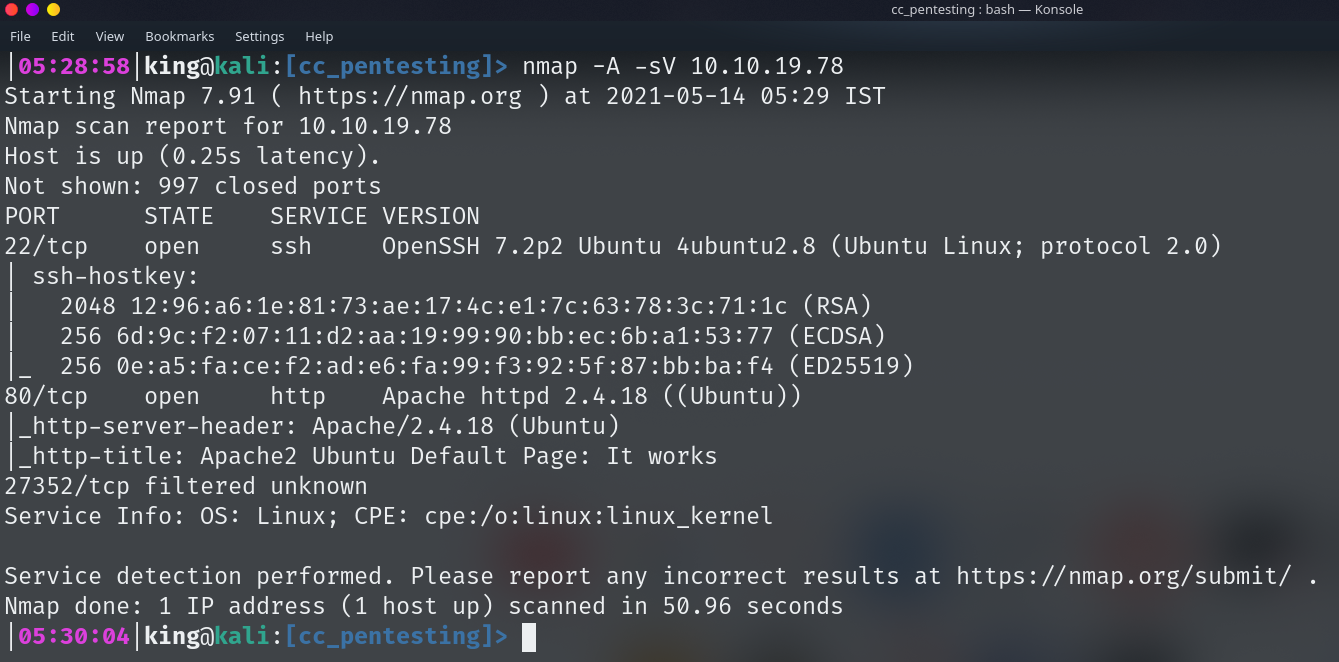 cc_pentesting : bash — Konsole
File Edit View Bookmarks Settings Help
|05:28:58|king@kali:[cc_pentesting]> nmap -A -sV 10.10.19.78
Starting Nmap 7.91 ( https://nmap.org ) at 2021-05-14 05:29 IST
Nmap scan report for 10.10.19.78
Host is up (0.25s latency).
Not shown: 997 closed ports
PORT      STATE    SERVICE VERSION
22/tcp    open     ssh     OpenSSH 7.2p2 Ubuntu 4ubuntu2.8 (Ubuntu Linux; protocol 2.0)
| ssh-hostkey:
|   2048 12:96:a6:1e:81:73:ae:17:4c:e1:7c:63:78:3c:71:1c (RSA)
|   256 6d:9c:f2:07:11:d2:aa:19:99:90:bb:ec:6b:a1:53:77 (ECDSA)
|_  256 0e:a5:fa:ce:f2:ad:e6:fa:99:f3:92:5f:87:bb:ba:f4 (ED25519)
80/tcp    open     http    Apache httpd 2.4.18 ((Ubuntu))
|_http-server-header: Apache/2.4.18 (Ubuntu)
|_http-title: Apache2 Ubuntu Default Page: It works
27352/tcp filtered unknown
Service Info: OS: Linux; CPE: cpe:/o:linux:linux_kernel
Service detection performed. Please report any incorrect results at https://nmap.org/submit/ .
Nmap done: 1 IP address (1 host up) scanned in 50.96 seconds
|05:30:04|king@kali:[cc_pentesting]>